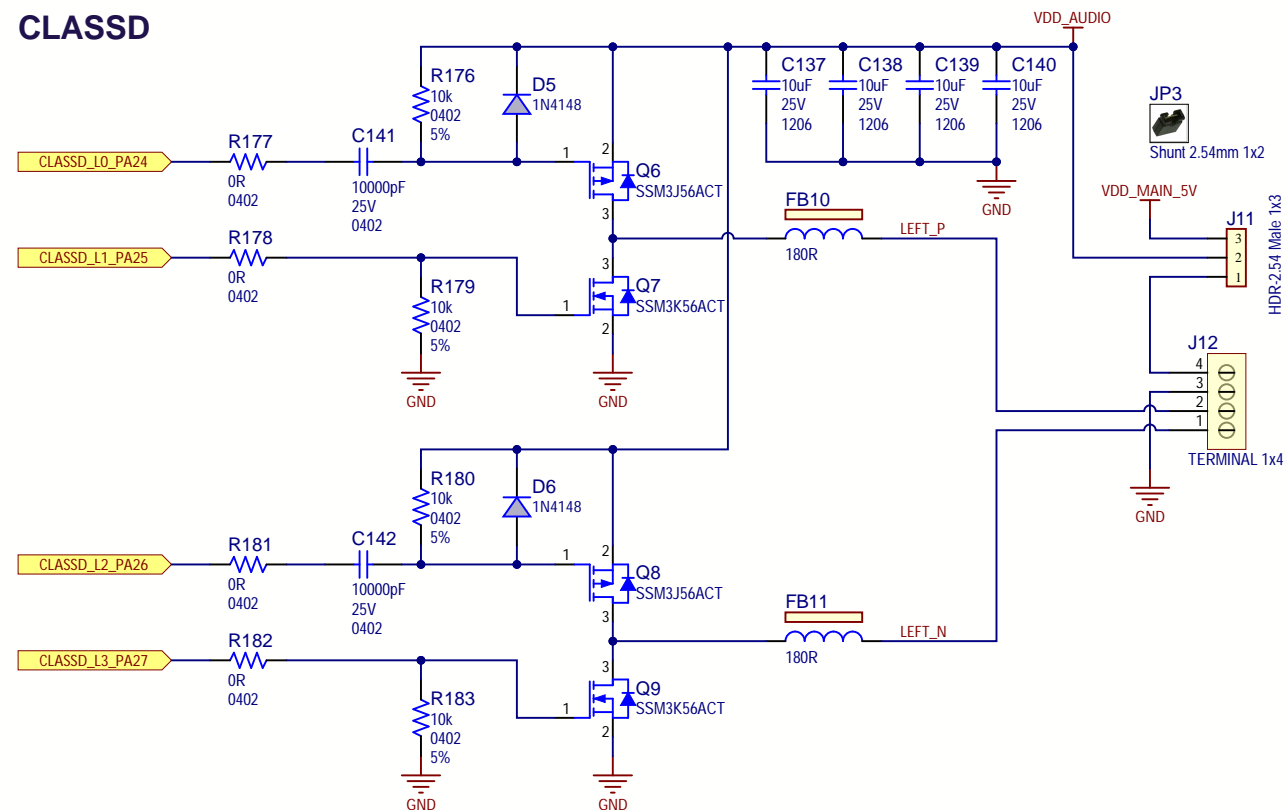 CLASSD
VDD_AUDIO
R176
10k
0402
5%
D5
1N4148
C137
10uF
25V
1206
C138
10uF
25V
1206
C139
10uF
25V
1206
C140
10uF
25V
1206
GND
JP3
Shunt 2.54mm 1x2
CLASSD_L0_PA24
R177
0R
0402
C141
10000pF
25V
0402
1
2
3
Q6
SSM3J56ACT
CLASSD_L1_PA25
R178
0R
0402
R179
10k
0402
5%
GND
3
1
2
Q7
SSM3K56ACT
GND
FB10
180R
LEFT_P
VDD_MAIN_5V
J11
3
2
1
HDR-2.54 Male 1x3
J12
4
3
2
1
TERMINAL 1x4
GND
R180
10k
0402
5%
D6
1N4148
CLASSD_L2_PA26
R181
0R
0402
C142
10000pF
25V
0402
1
2
3
Q8
SSM3J56ACT
FB11
180R
LEFT_N
CLASSD_L3_PA27
R182
0R
0402
R183
10k
0402
5%
GND
3
1
2
Q9
SSM3K56ACT
GND